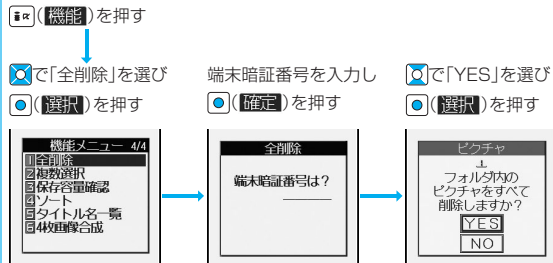 iα(機能)を押す
で「全削除」を選び
(選択)を押す
機能メニュー 4/4
1全削除
2複数選択
3保存容量確認
4ソート
5タイトル名一覧
64枚画像合成
端末暗証番号を入力し
(確定)を押す
全削除
端末暗証番号は?
で「YES」を選び
(選択)を押す
ピクチャ
フォルダ内の
ピクチャをすべて
削除しますか?
YES
NO